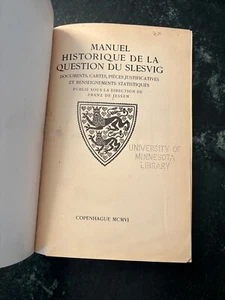 MANUEL
HISTORIQUE DE LA
QUESTION DU SLESVIG
DOCUMENTS, CARTES, PIÈCES JUSTIFICATIVES
ET RENSEIGNEMENTS STATISTIQUES
PUBLIÉ SOUS LA DIRECTION DE
FRANZ DE JESSEN
UNIVERSITY OF
MINNESOTA
LIBRARY
COPENHAGUE MCMVI